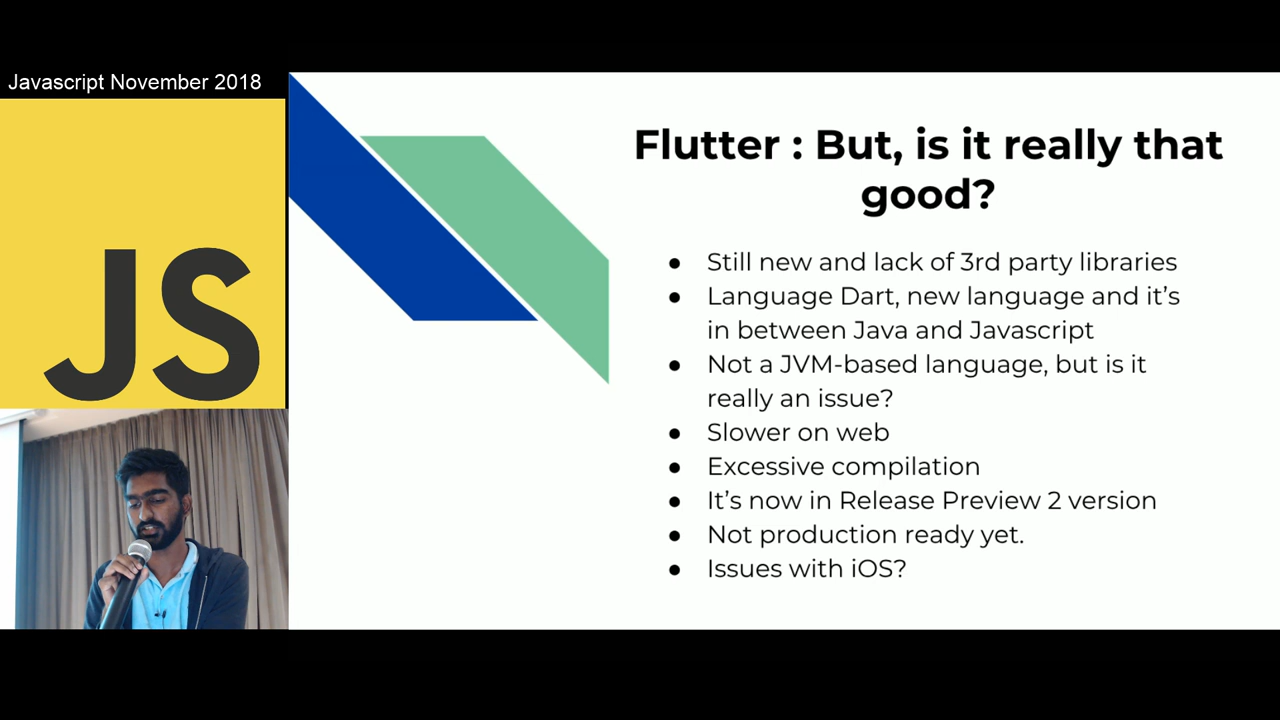 Javascript November 2018
JS
Flutter : But, is it really that
good?
● Still new and lack of 3rd party libraries
● Language Dart, new language and it’s
in between Java and Javascript
● Not a JVM-based language, but is it
really an issue?
● Slower on web
● Excessive compilation
● It’s now in Release Preview 2 version
● Not production ready yet.
● Issues with iOS?